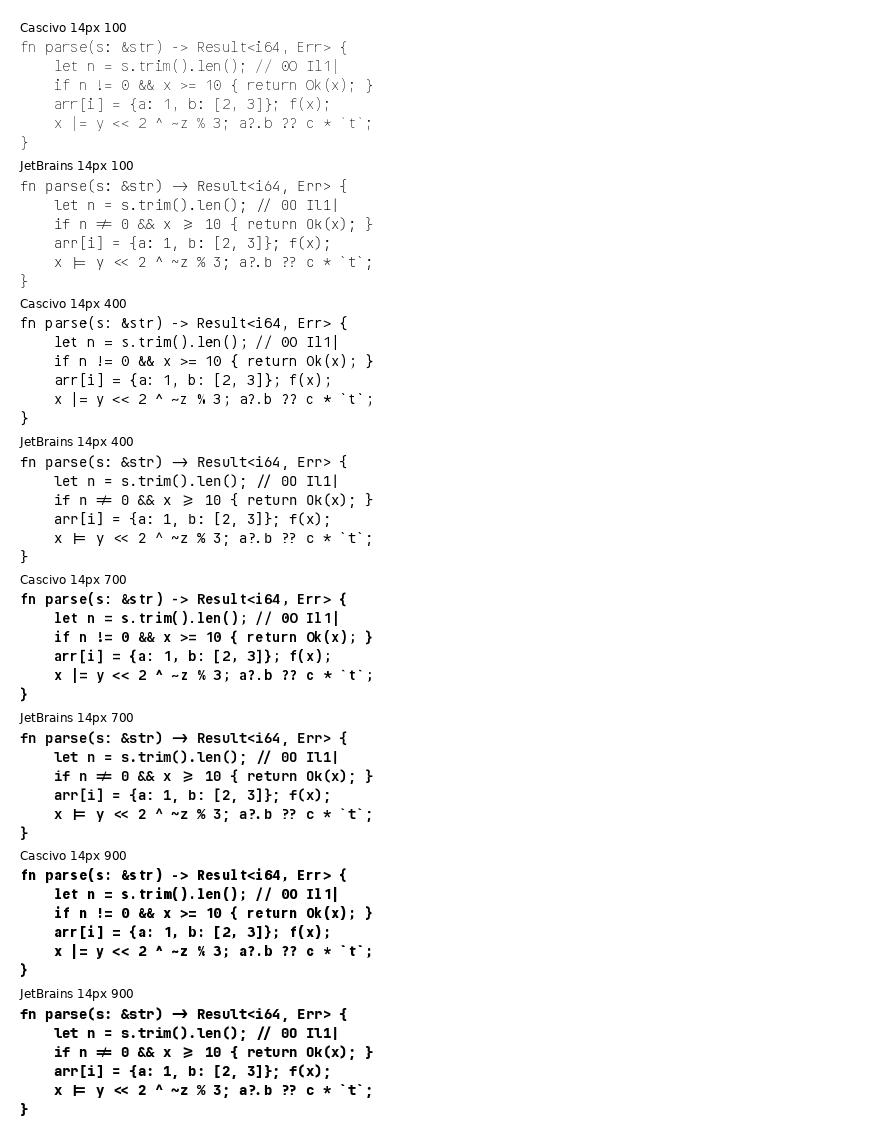 Cascivo 14px 100
fn parse(s: &str) -> Result<i64, Err> {
    let n = s.trim().len(); // 0O Il1|
    if n != 0 && x >= 10 { return Ok(x); }
    arr[i] = {a: 1, b: [2, 3]}; f(x);
    x |= y << 2 ^ ~z % 3; a?.b ?? c * `t`;
}
JetBrains 14px 100
fn parse(s: &str) -> Result<i64, Err> {
    let n = s.trim().len(); // 0O Il1|
    if n != 0 && x >= 10 { return Ok(x); }
    arr[i] = {a: 1, b: [2, 3]}; f(x);
    x |= y << 2 ^ ~z % 3; a?.b ?? c * `t`;
}
Cascivo 14px 400
fn parse(s: &str) -> Result<i64, Err> {
    let n = s.trim().len(); // 0O Il1|
    if n != 0 && x >= 10 { return Ok(x); }
    arr[i] = {a: 1, b: [2, 3]}; f(x);
    x |= y << 2 ^ ~z % 3; a?.b ?? c * `t`;
}
JetBrains 14px 400
fn parse(s: &str) -> Result<i64, Err> {
    let n = s.trim().len(); // 0O Il1|
    if n != 0 && x >= 10 { return Ok(x); }
    arr[i] = {a: 1, b: [2, 3]}; f(x);
    x |= y << 2 ^ ~z % 3; a?.b ?? c * `t`;
}
Cascivo 14px 700
fn parse(s: &str) -> Result<i64, Err> {
    let n = s.trim().len(); // 0O Il1|
    if n != 0 && x >= 10 { return Ok(x); }
    arr[i] = {a: 1, b: [2, 3]}; f(x);
    x |= y << 2 ^ ~z % 3; a?.b ?? c * `t`;
}
JetBrains 14px 700
fn parse(s: &str) -> Result<i64, Err> {
    let n = s.trim().len(); // 0O Il1|
    if n != 0 && x >= 10 { return Ok(x); }
    arr[i] = {a: 1, b: [2, 3]}; f(x);
    x |= y << 2 ^ ~z % 3; a?.b ?? c * `t`;
}
Cascivo 14px 900
fn parse(s: &str) -> Result<i64, Err> {
    let n = s.trim().len(); // 0O Il1|
    if n != 0 && x >= 10 { return Ok(x); }
    arr[i] = {a: 1, b: [2, 3]}; f(x);
    x |= y << 2 ^ ~z % 3; a?.b ?? c * `t`;
}
JetBrains 14px 900
fn parse(s: &str) -> Result<i64, Err> {
    let n = s.trim().len(); // 0O Il1|
    if n != 0 && x >= 10 { return Ok(x); }
    arr[i] = {a: 1, b: [2, 3]}; f(x);
    x |= y << 2 ^ ~z % 3; a?.b ?? c * `t`;
}